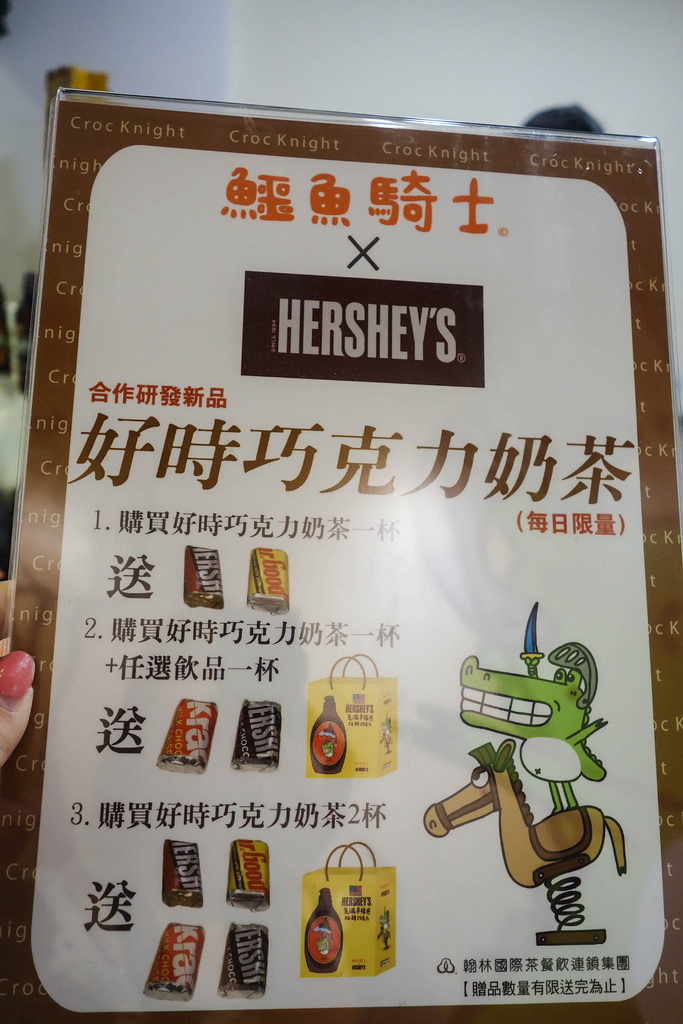 Croc Knight Croc Knight Croc Knight Croc Knight
鱷魚騎士©
×
HERSHEY'S®
合作研發新品
好時巧克力奶茶
(每日限量)
1. 購買好時巧克力奶茶一杯
送
2. 購買好時巧克力奶茶一杯
+任選飲品一杯
送
HERSHEY'S
3. 購買好時巧克力奶茶2杯
送
HERSHEY'S
翰林國際茶餐飲連鎖集團
【贈品數量有限送完為止】